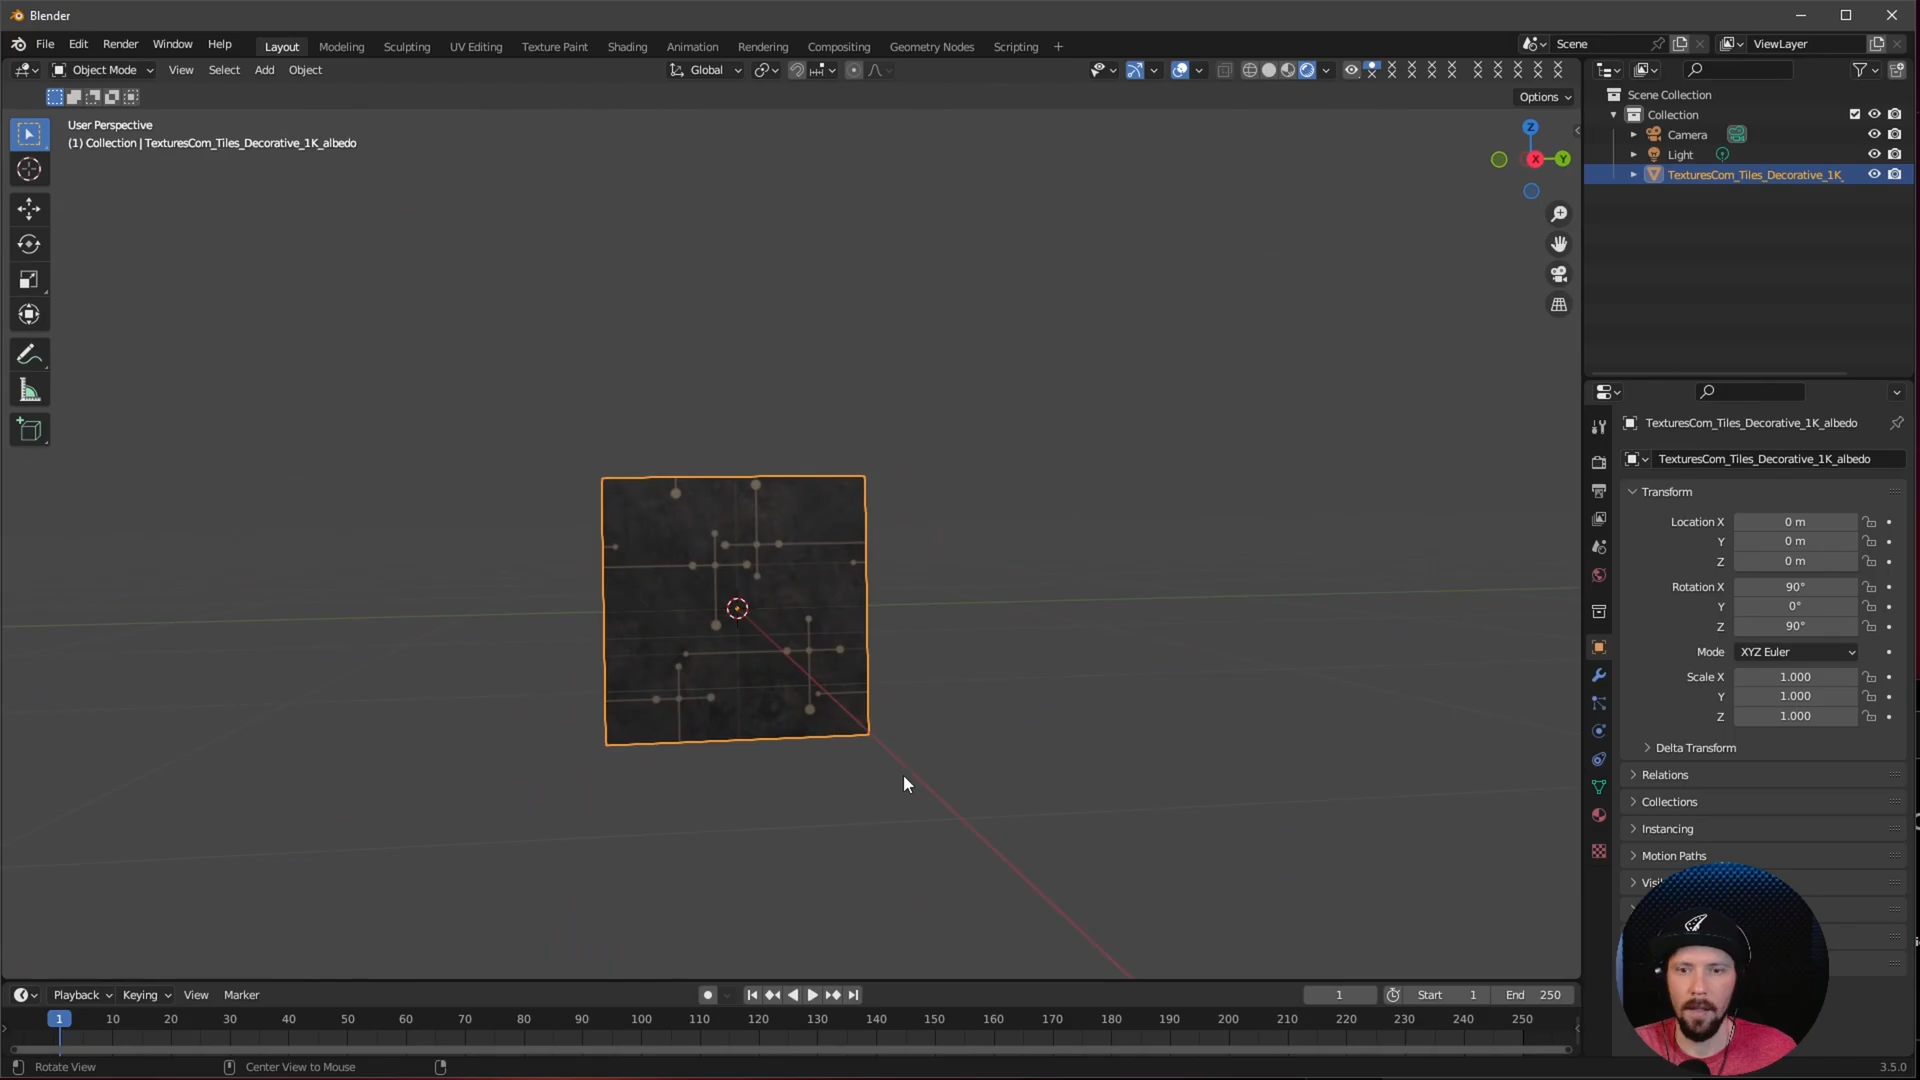 Blender
File Edit Render Window Help Layout Modeling Sculpting UV Editing Texture Paint Shading Animation Rendering Compositing Geometry Nodes Scripting + Scene ViewLayer
Object Mode View Select Add Object Global
Options
User Perspective
(1) Collection | TexturesCom_Tiles_Decorative_1K_albedo
Z
X
Y
Scene Collection
Collection
Camera
Light
TexturesCom_Tiles_Decorative_1K_
TexturesCom_Tiles_Decorative_1K_albedo
TexturesCom_Tiles_Decorative_1K_albedo
Transform
Location X 0 m
Y 0 m
Z 0 m
Rotation X 90°
Y 0°
Z 90°
Mode XYZ Euler
Scale X 1.000
Y 1.000
Z 1.000
Delta Transform
Relations
Collections
Instancing
Motion Paths
Visi
Playback Keying View Marker 1 Start 1 End 250
1 10 20 30 40 50 60 70 80 90 100 110 120 130 140 150 160 170 180 190 200 210 220 230 240 250
Rotate View Center View to Mouse 3.5.0